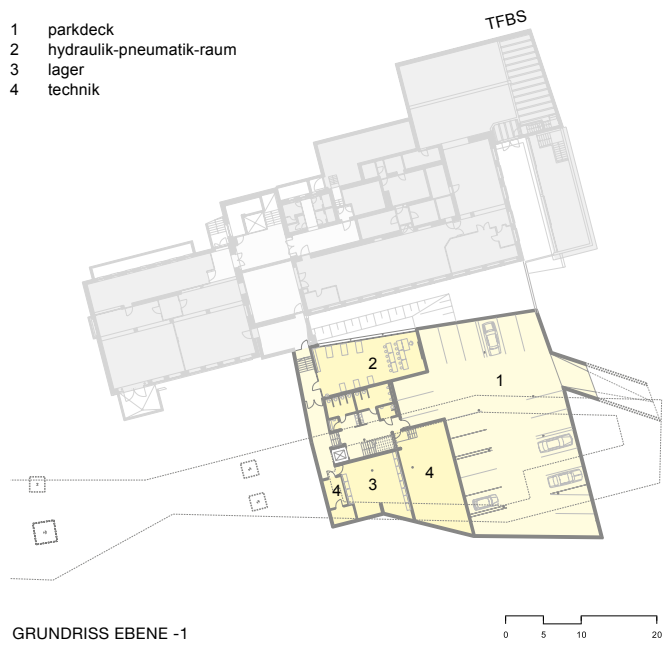 TFBS
1 parkdeck
2 hydraulik-pneumatik-raum
3 lager
4 technik
2
1
4
3
4
GRUNDRISS EBENE -1
0 5 10 20